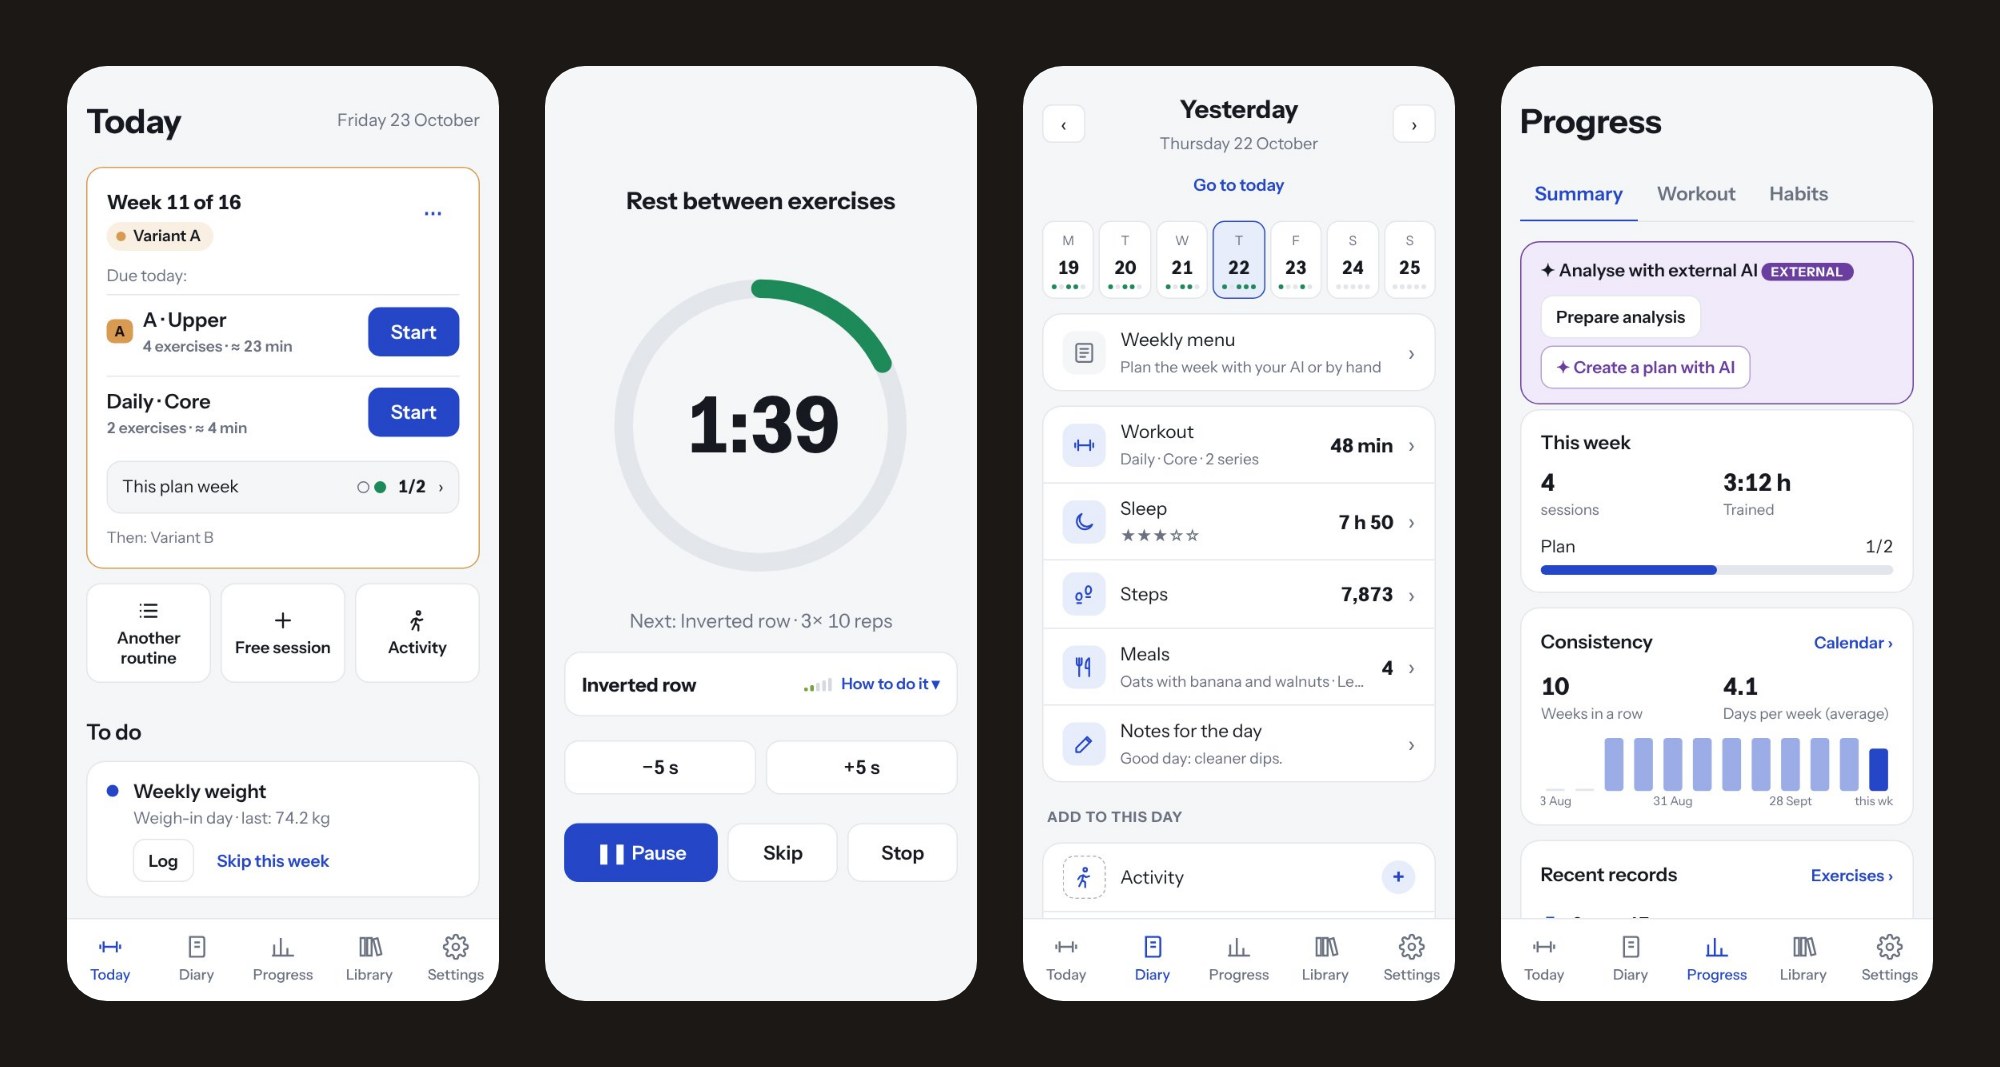 Today
Friday 23 October
Week 11 of 16
...
Variant A
Due today:
A
A · Upper
4 exercises · ≈ 23 min
Start
Daily · Core
2 exercises · ≈ 4 min
Start
This plan week
1/2 ›
Then: Variant B
Another
routine
Free session
Activity
To do
Weekly weight
Weigh-in day · last: 74.2 kg
Log
Skip this week
Today
Diary
Progress
Library
Settings
Rest between exercises
1:39
Next: Inverted row · 3× 10 reps
Inverted row
How to do it ▾
−5 s
+5 s
Pause
Skip
Stop
‹
Yesterday
›
Thursday 22 October
Go to today
M T W T F S S
19 20 21 22 23 24 25
Weekly menu
Plan the week with your AI or by hand
›
Workout
Daily · Core · 2 series
48 min ›
Sleep
★★★☆☆
7 h 50 ›
Steps
7,873 ›
Meals
Oats with banana and walnuts · Le...
4 ›
Notes for the day
Good day: cleaner dips.
›
ADD TO THIS DAY
Activity
+
Today
Diary
Progress
Library
Settings
Progress
Summary
Workout
Habits
✦ Analyse with external AI EXTERNAL
Prepare analysis
✦ Create a plan with AI
This week
4
sessions
3:12 h
Trained
Plan
1/2
Consistency
Calendar ›
10
Weeks in a row
4.1
Days per week (average)
3 Aug
31 Aug
28 Sept
this wk
Recent records
Exercises ›
Today
Diary
Progress
Library
Settings